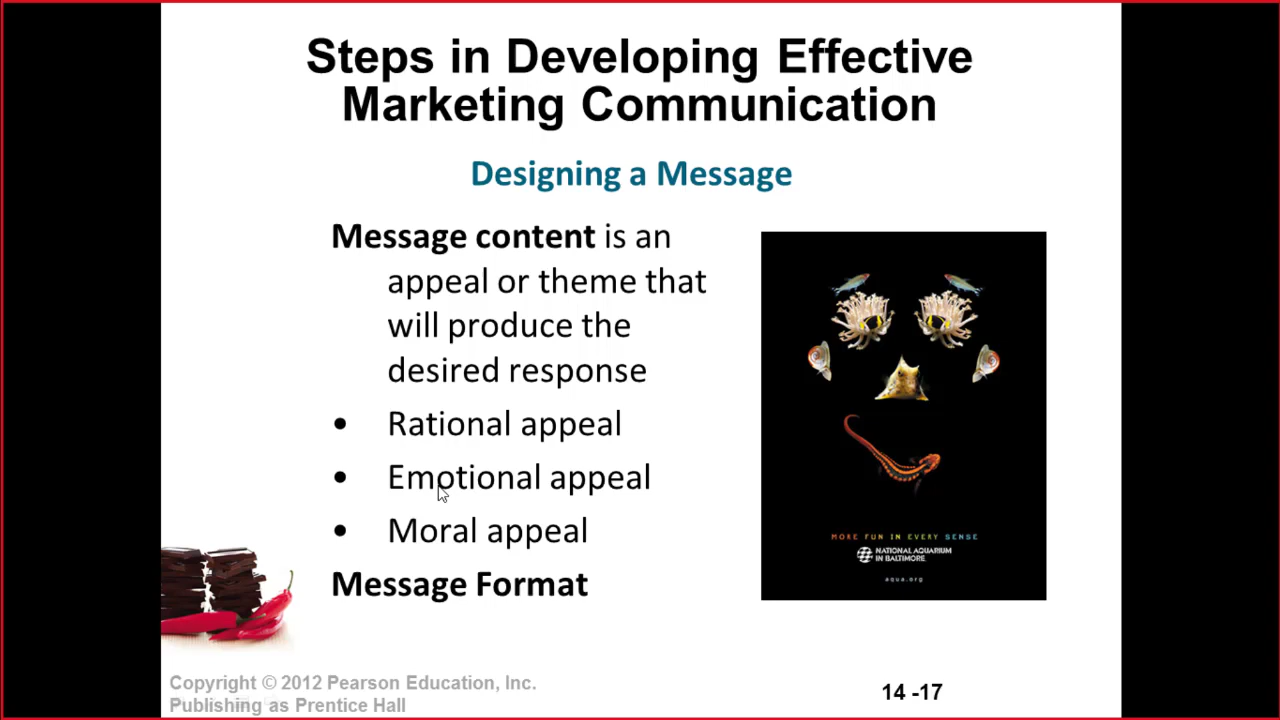 Steps in Developing Effective
Marketing Communication
Designing a Message
Message content is an
appeal or theme that
will produce the
desired response
• Rational appeal
• Emotional appeal
• Moral appeal
Message Format
MORE FUN IN EVERY SENSE
NATIONAL AQUARIUM
IN BALTIMORE
aqua.org
Copyright © 2012 Pearson Education, Inc.
Publishing as Prentice Hall
14 -17